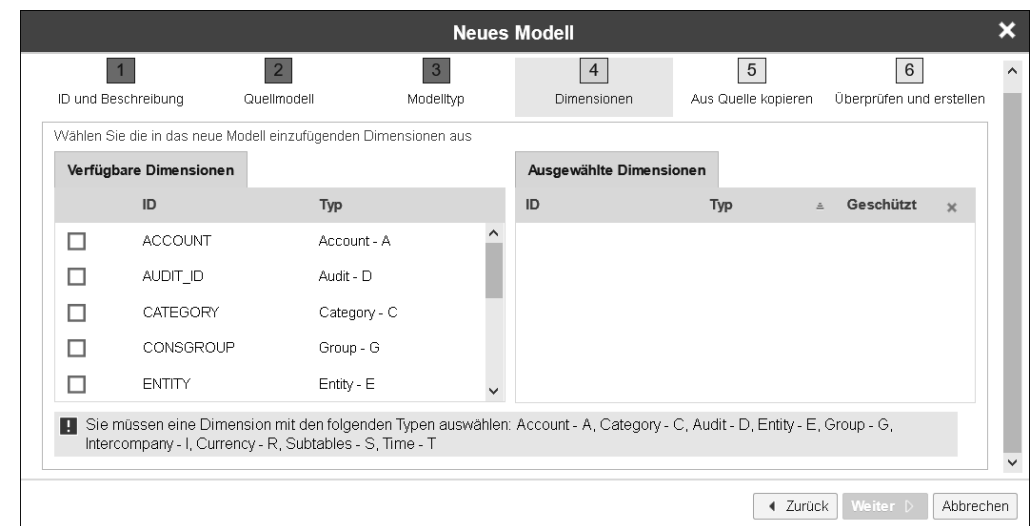 Neues Modell
1 2 3 4 5 6
ID und Beschreibung Quellmodell Modelltyp Dimensionen Aus Quelle kopieren Überprüfen und erstellen
Wählen Sie die in das neue Modell einzufügenden Dimensionen aus
Verfügbare Dimensionen Ausgewählte Dimensionen
ID Typ ID Typ Geschützt
ACCOUNT Account - A
AUDIT_ID Audit - D
CATEGORY Category - C
CONSGROUP Group - G
ENTITY Entity - E
Sie müssen eine Dimension mit den folgenden Typen auswählen: Account - A, Category - C, Audit - D, Entity - E, Group - G,
Intercompany - I, Currency - R, Subtables - S, Time - T
Zurück Weiter Abbrechen